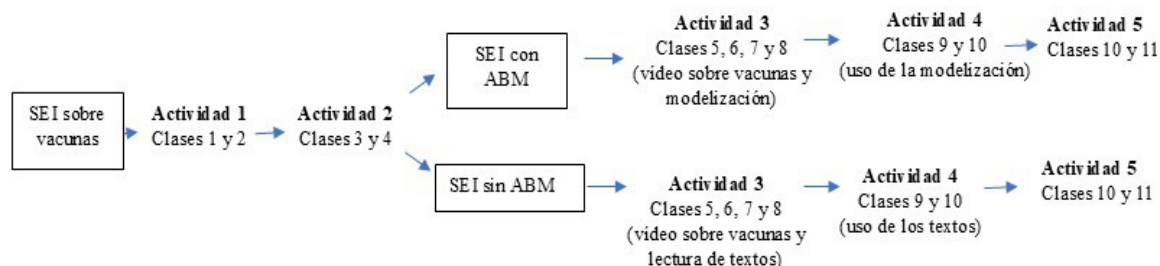 SEI sobre
vacunas
Actividad 1
Clases 1 y 2
Actividad 2
Clases 3 y 4
SEI con
ABM
Actividad 3
Clases 5, 6, 7 y 8
(video sobre vacunas y
modelización)
Actividad 4
Clases 9 y 10
(uso de la modelización)
Actividad 5
Clases 10 y 11
SEI sin ABM
Actividad 3
Clases 5, 6, 7 y 8
(video sobre vacunas y
lectura de textos)
Actividad 4
Clases 9 y 10
(uso de los textos)
Actividad 5
Clases 10 y 11